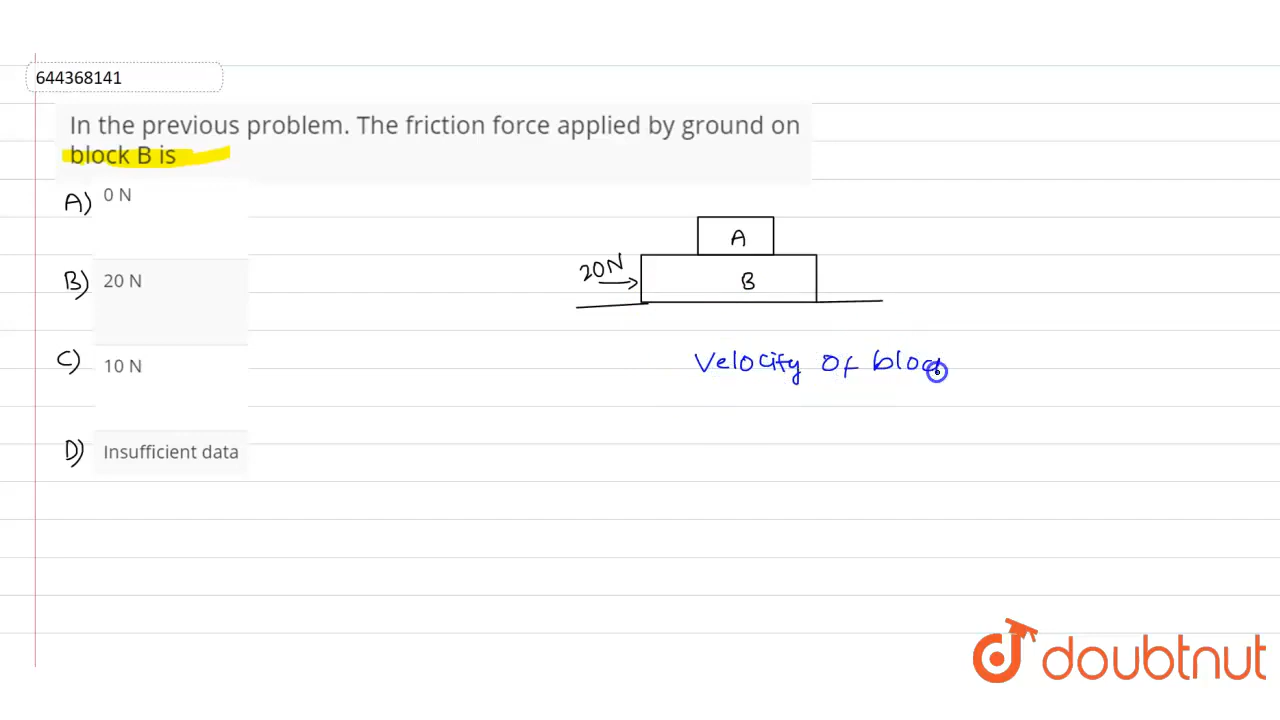 644368141
In the previous problem. The friction force applied by ground on
block B is
A) 0 N
B) 20 N
C) 10 N
D) Insufficient data
A
20N
B
Velocity of bloc
doubtnut